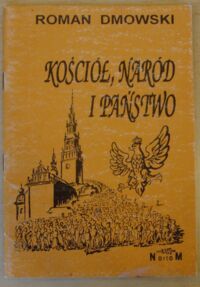 ROMAN DMOWSKI
KOŚCIÓŁ, NARÓD
I PAŃSTWO